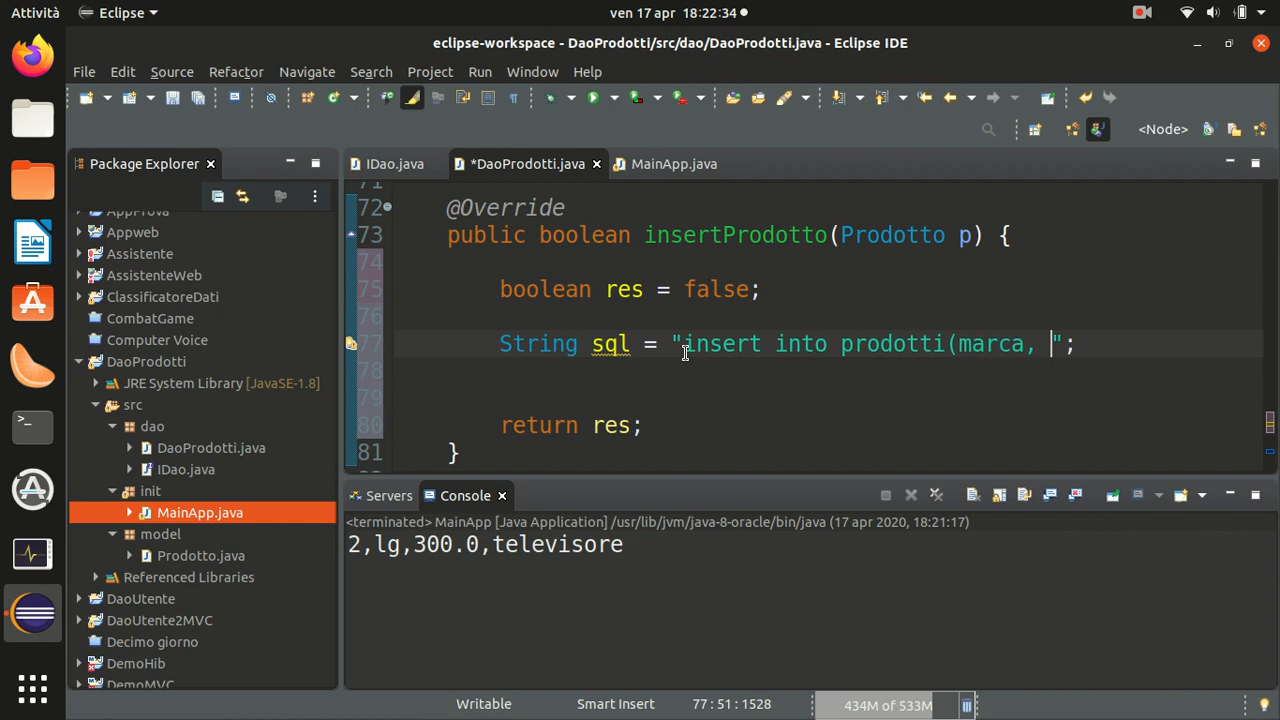 Attività Eclipse ven 17 apr 18:22:34
eclipse-workspace - DaoProdotti/src/dao/DaoProdotti.java - Eclipse IDE
File Edit Source Refactor Navigate Search Project Run Window Help
<Node>
Package Explorer
AppProva
Appweb
Assistente
AssistenteWeb
ClassificatoreDati
CombatGame
Computer Voice
DaoProdotti
JRE System Library [JavaSE-1.8]
src
dao
DaoProdotti.java
IDao.java
init
MainApp.java
model
Prodotto.java
Referenced Libraries
DaoUtente
DaoUtente2MVC
Decimo giorno
DemoHib
DemoMVC
IDao.java *DaoProdotti.java MainApp.java
71
72 @Override
73 public boolean insertProdotto(Prodotto p) {
74
75 boolean res = false;
76
77 String sql = "insert into prodotti(marca, ";
78
79
80 return res;
81 }
Servers Console
<terminated> MainApp [Java Application] /usr/lib/jvm/java-8-oracle/bin/java (17 apr 2020, 18:21:17)
2,lg,300.0,televisore
Writable Smart Insert 77 : 51 : 1528 434M of 533M